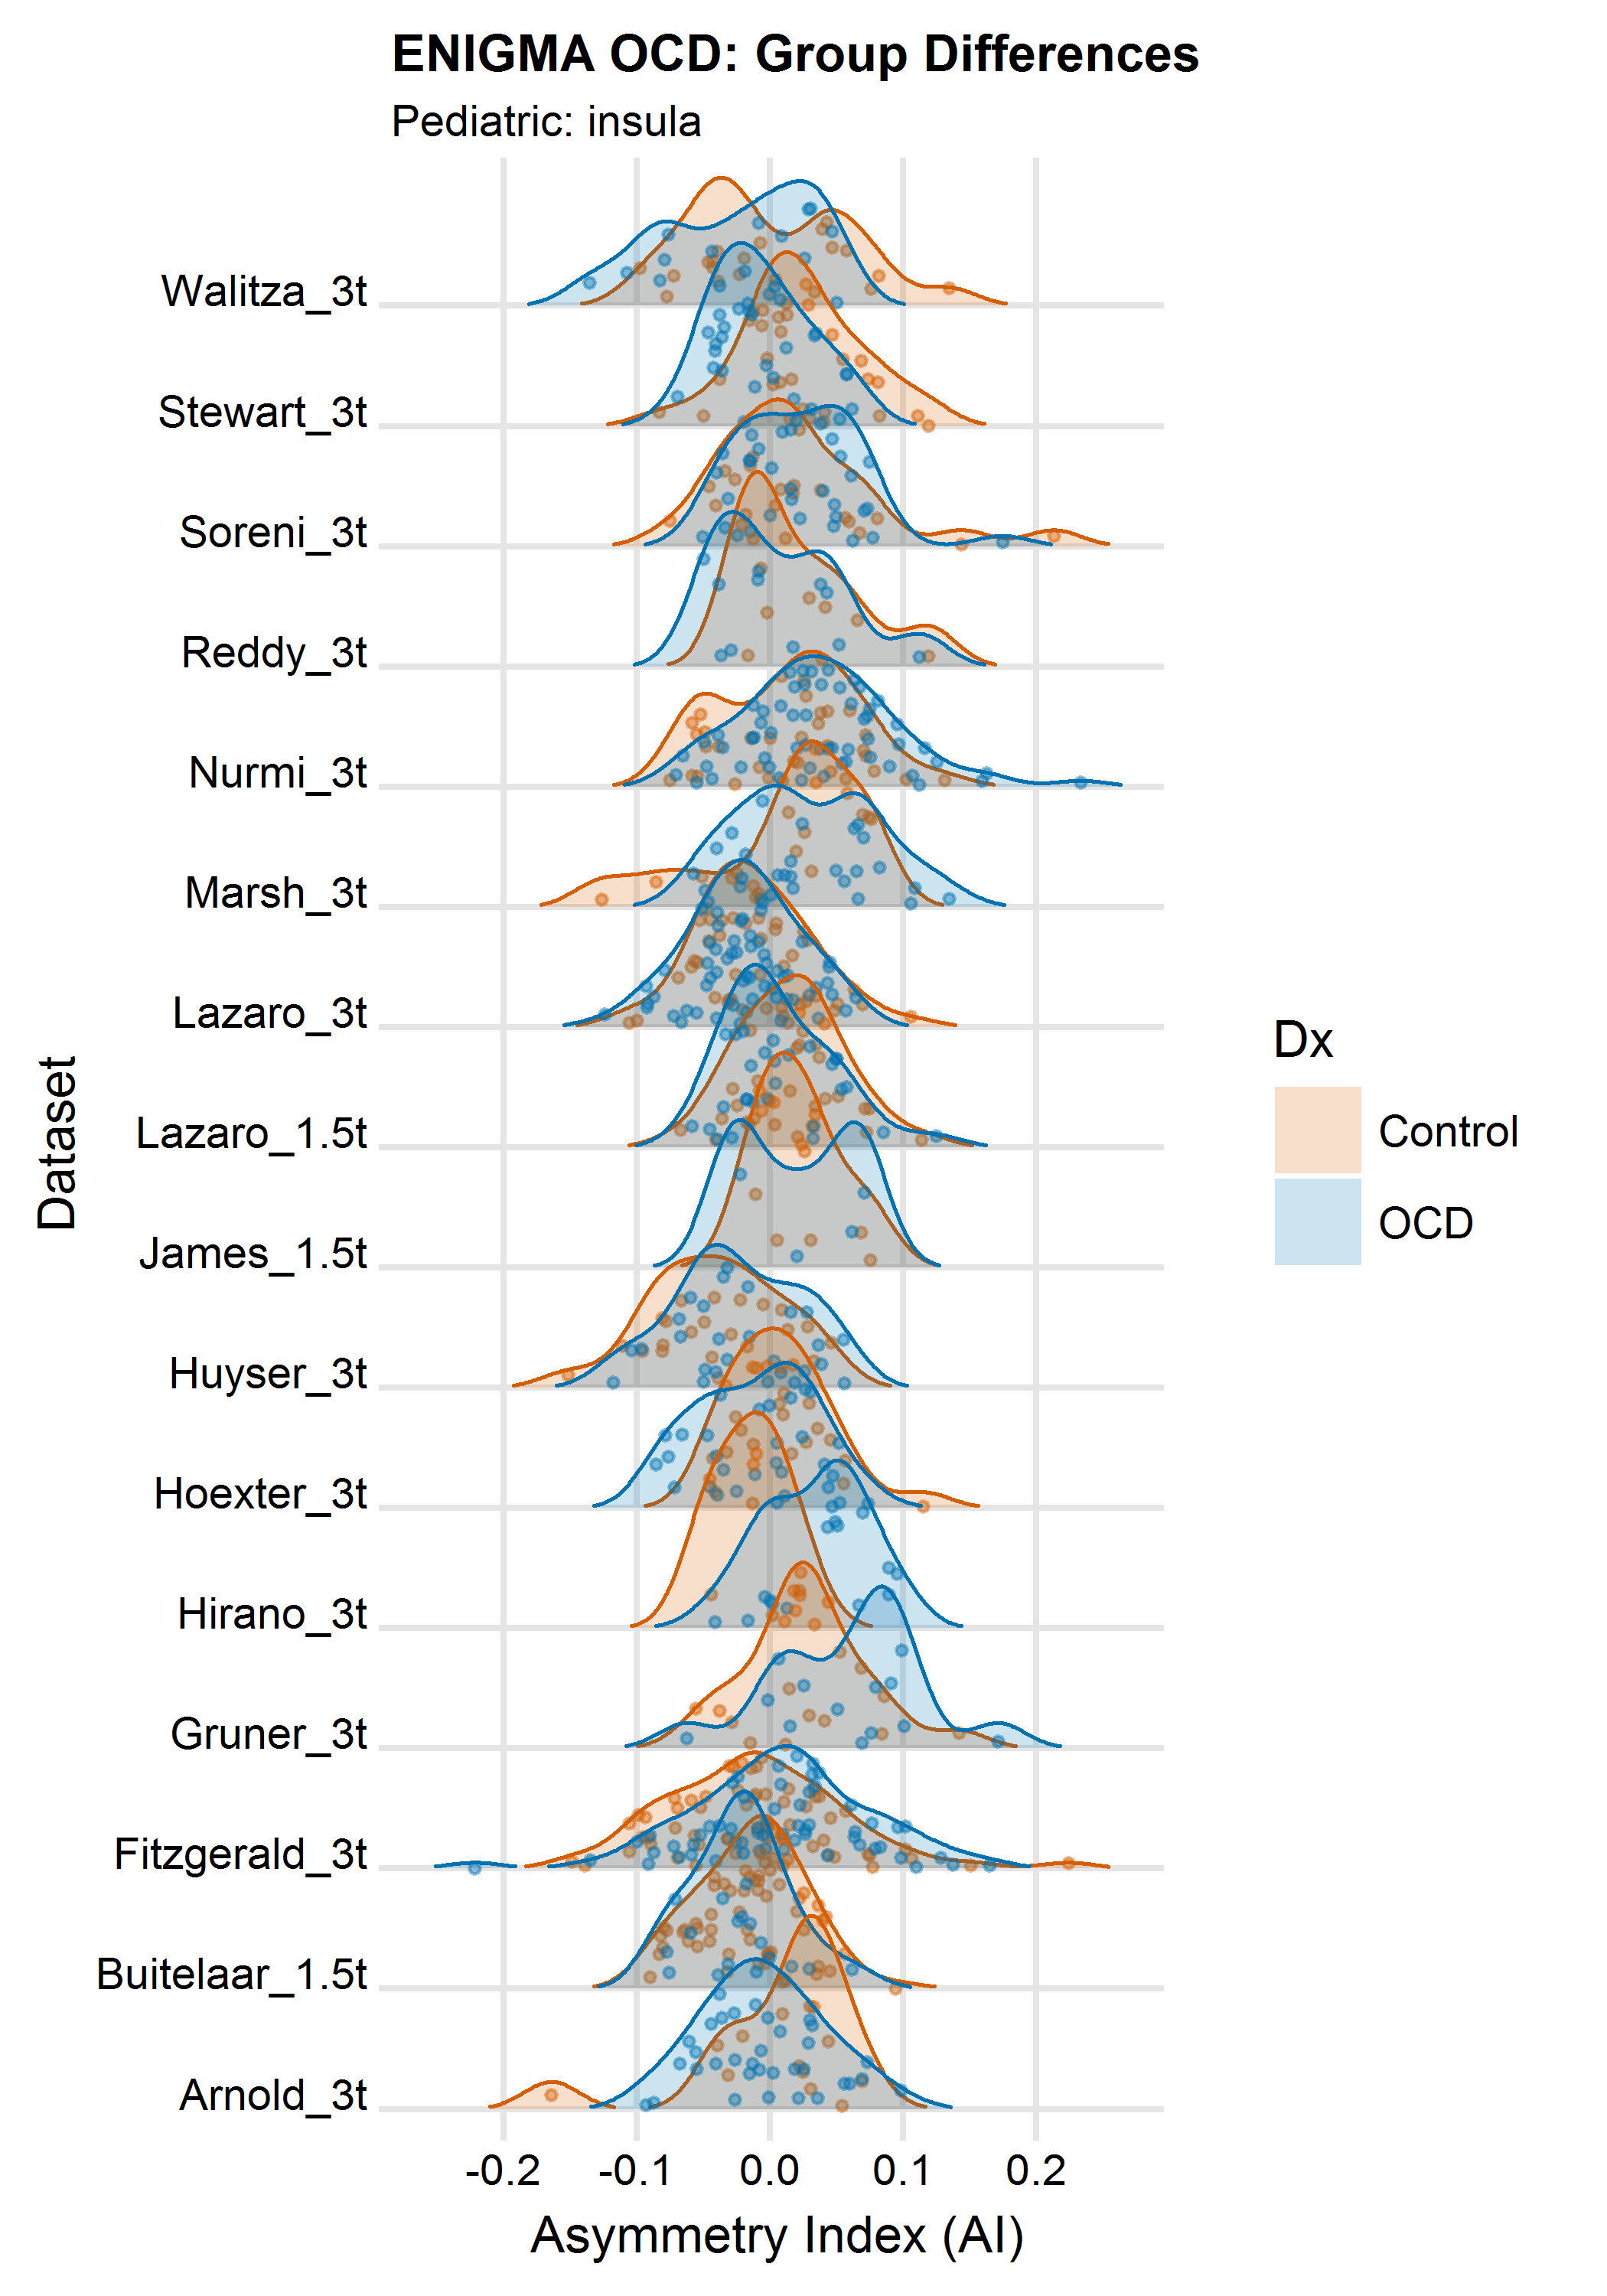 ENIGMA OCD: Group Differences
Pediatric: insula
Walitza_3t
Stewart_3t
Soreni_3t
Reddy_3t
Nurmi_3t
Marsh_3t
Lazaro_3t
Lazaro_1.5t
James_1.5t
Huyser_3t
Hoexter_3t
Hirano_3t
Gruner_3t
Fitzgerald_3t
Buitelaar_1.5t
Arnold_3t
Dataset
-0.2 -0.1 0.0 0.1 0.2
Asymmetry Index (AI)
Dx
Control
OCD